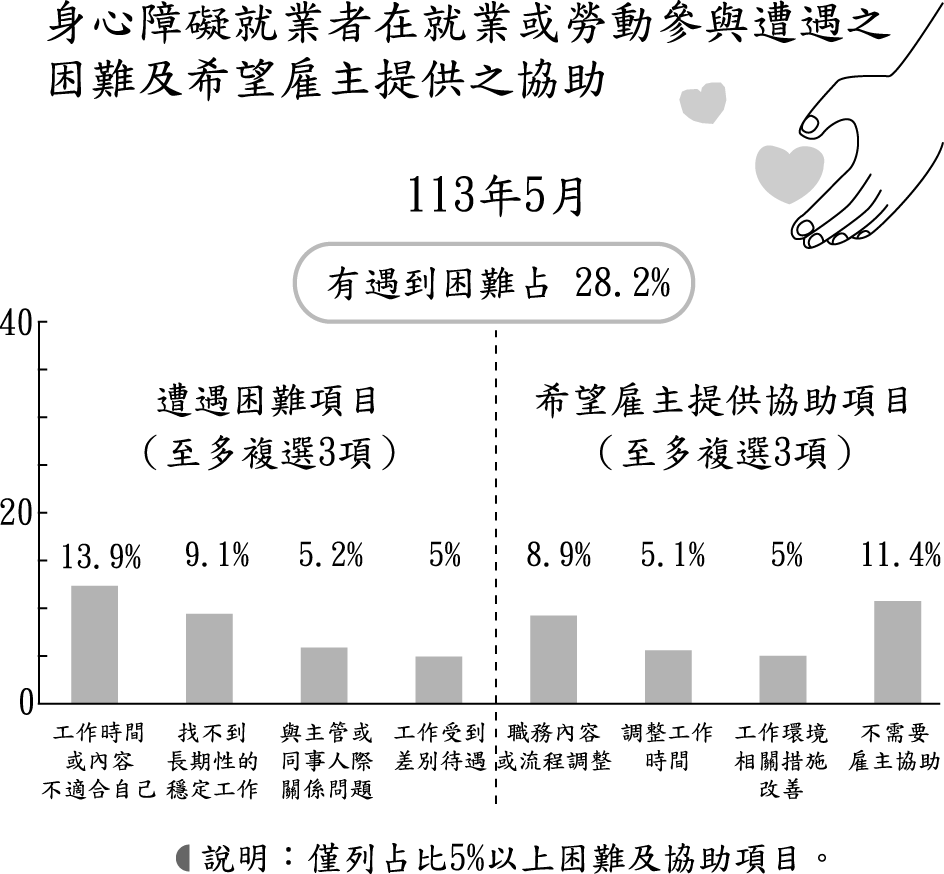 身心障礙就業者在就業或勞動參與遭遇之
困難及希望雇主提供之協助
113年5月
有遇到困難占 28.2%
40
20
0
遭遇困難項目
（至多複選3項）
希望雇主提供協助項目
（至多複選3項）
13.9%
9.1%
5.2%
5%
8.9%
5.1%
5%
11.4%
工作時間
或內容
不適合自己
找不到
長期性的
穩定工作
與主管或
同事人際
關係問題
工作受到
差別待遇
職務內容
或流程調整
調整工作
時間
工作環境
相關措施
改善
不需要
雇主協助
說明：僅列占比5%以上困難及協助項目。